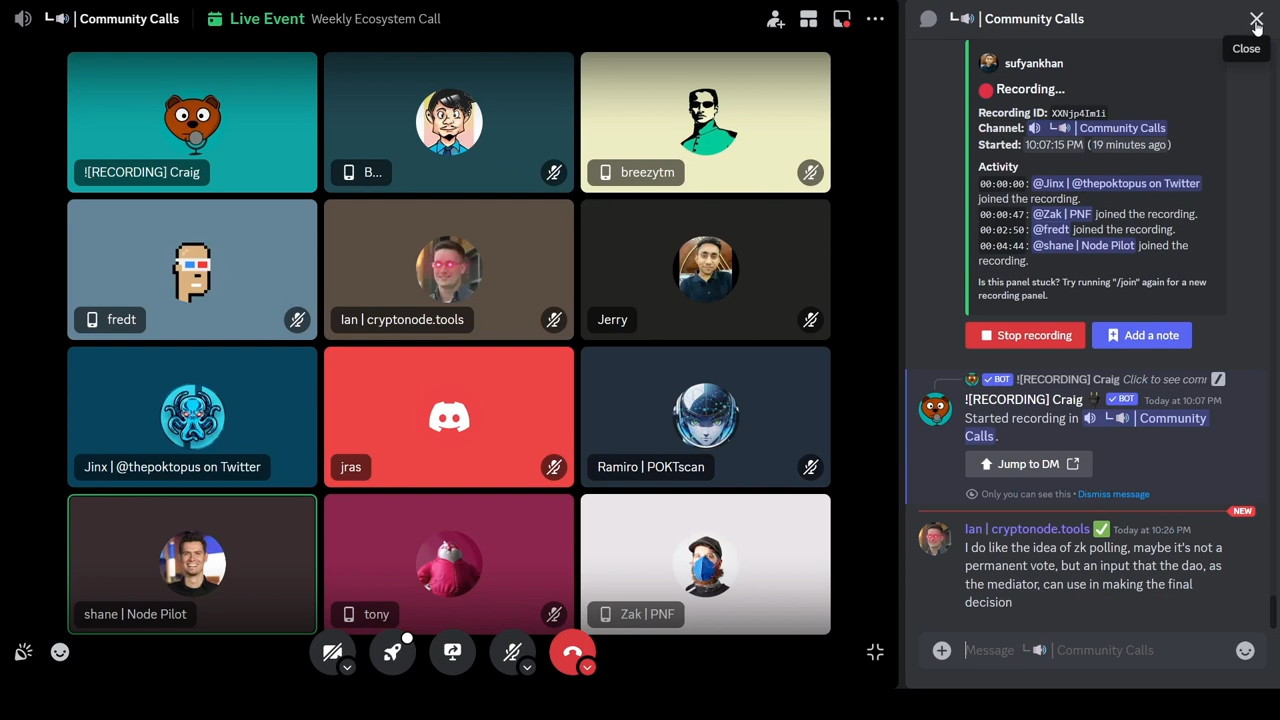 └🔊 | Community Calls
Live Event Weekly Ecosystem Call
![RECORDING] Craig
B...
breezytm
fredt
Ian | cryptonode.tools
Jerry
Jinx | @thepoktopus on Twitter
jras
Ramiro | POKTscan
shane | Node Pilot
tony
Zak | PNF
└🔊 | Community Calls
Close
sufyankhan
Recording...
Recording ID: XXNjp4Im1i
Channel: 🔊 └🔊 | Community Calls
Started: 10:07:15 PM (19 minutes ago)
Activity
00:00:00: @Jinx | @thepoktopus on Twitter
joined the recording.
00:00:47: @Zak | PNF joined the recording.
00:02:50: @fredt joined the recording.
00:04:44: @shane | Node Pilot joined the
recording.
Is this panel stuck? Try running "/join" again for a new
recording panel.
Stop recording
Add a note
✓ BOT ![RECORDING] Craig Click to see com
![RECORDING] Craig ✓ BOT Today at 10:07 PM
Started recording in 🔊 └🔊 | Community
Calls.
Jump to DM
Only you can see this • Dismiss message
NEW
Ian | cryptonode.tools ✅ Today at 10:26 PM
I do like the idea of zk polling, maybe it's not a
permanent vote, but an input that the dao, as
the mediator, can use in making the final
decision
Message └🔊 | Community Calls